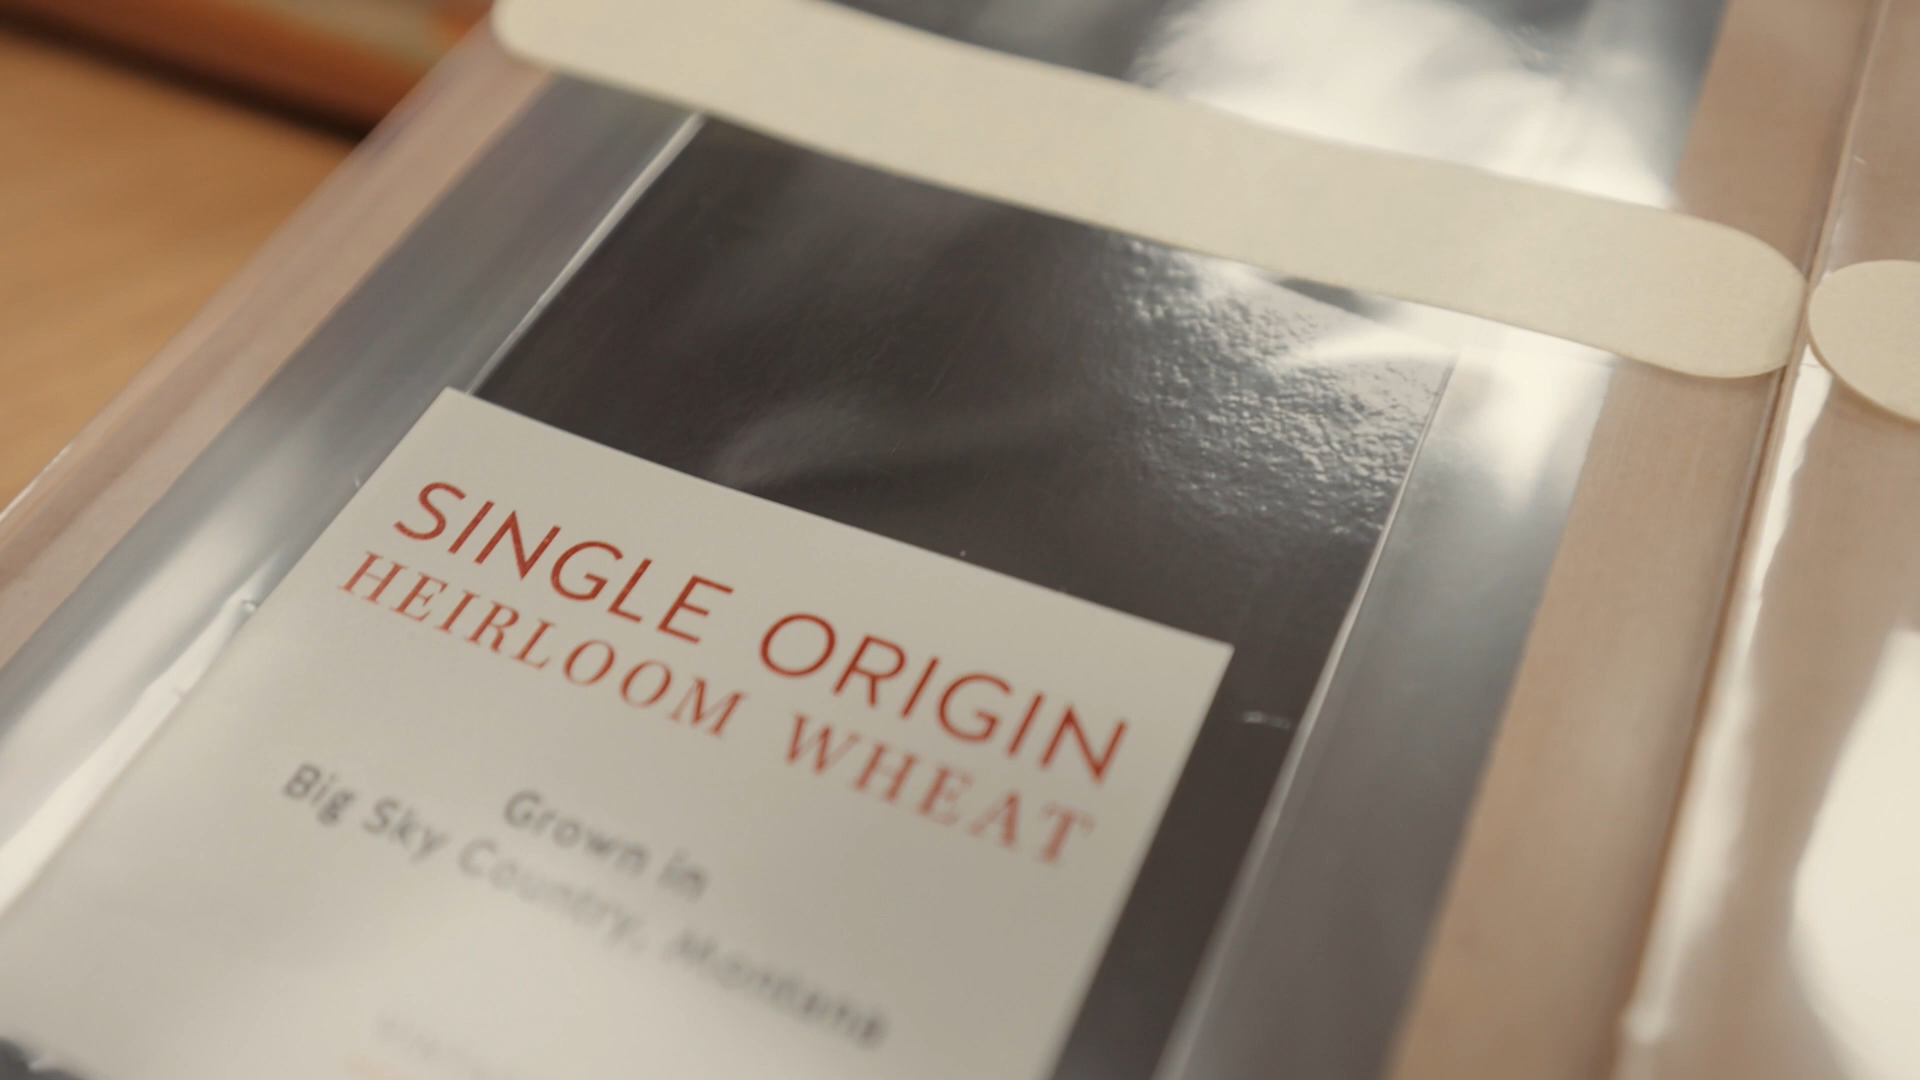 SINGLE ORIGIN
HEIRLOOM WHEAT
Grown in
Big Sky Country, Montana